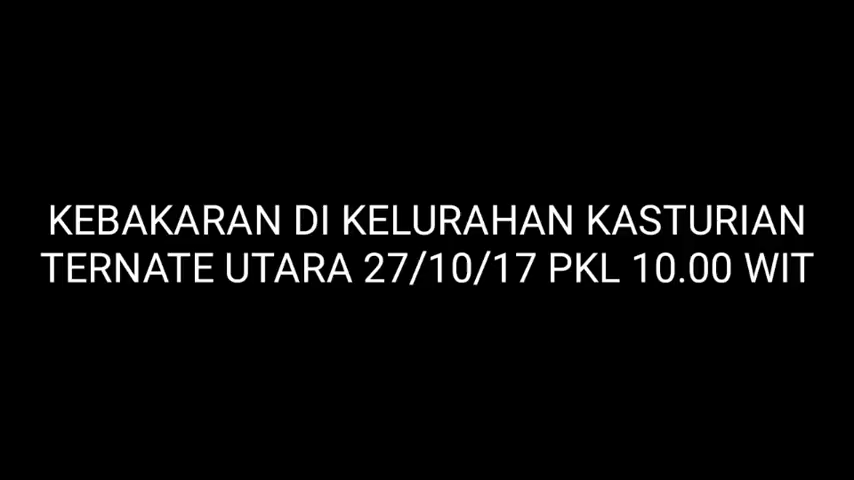 KEBAKARAN DI KELURAHAN KASTURIAN
TERNATE UTARA 27/10/17 PKL 10.00 WIT